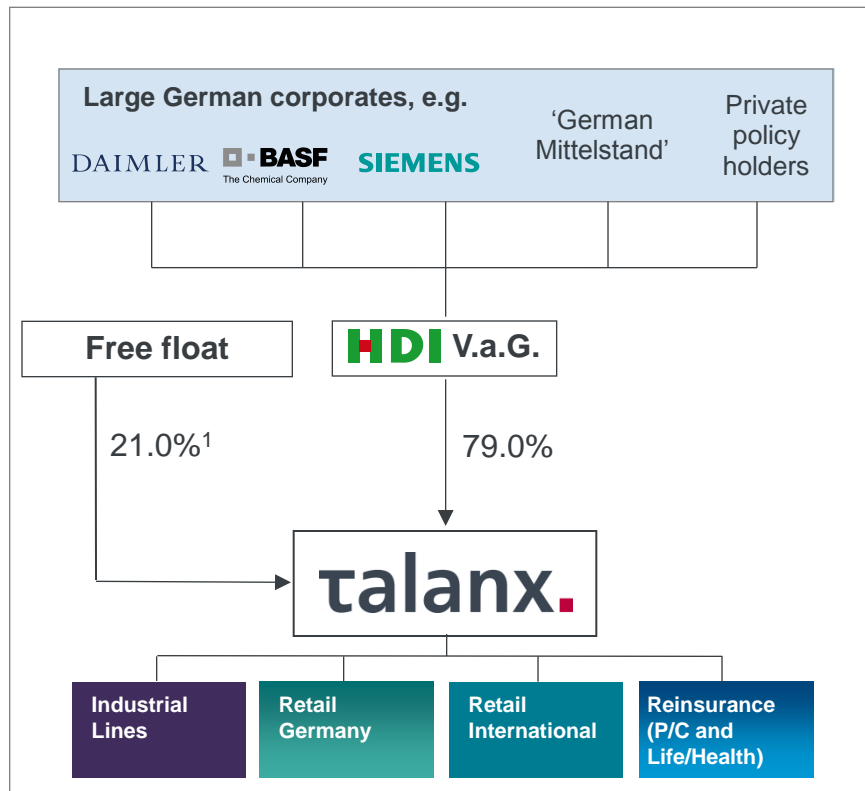 Large German corporates, e.g.
DAIMLER
BASF
The Chemical Company
SIEMENS
‘German
Mittelstand’
Private
policy
holders
Free float
HDI V.a.G.
21.0%¹
79.0%
τalanx.
Industrial
Lines
Retail
Germany
Retail
International
Reinsurance
(P/C and
Life/Health)